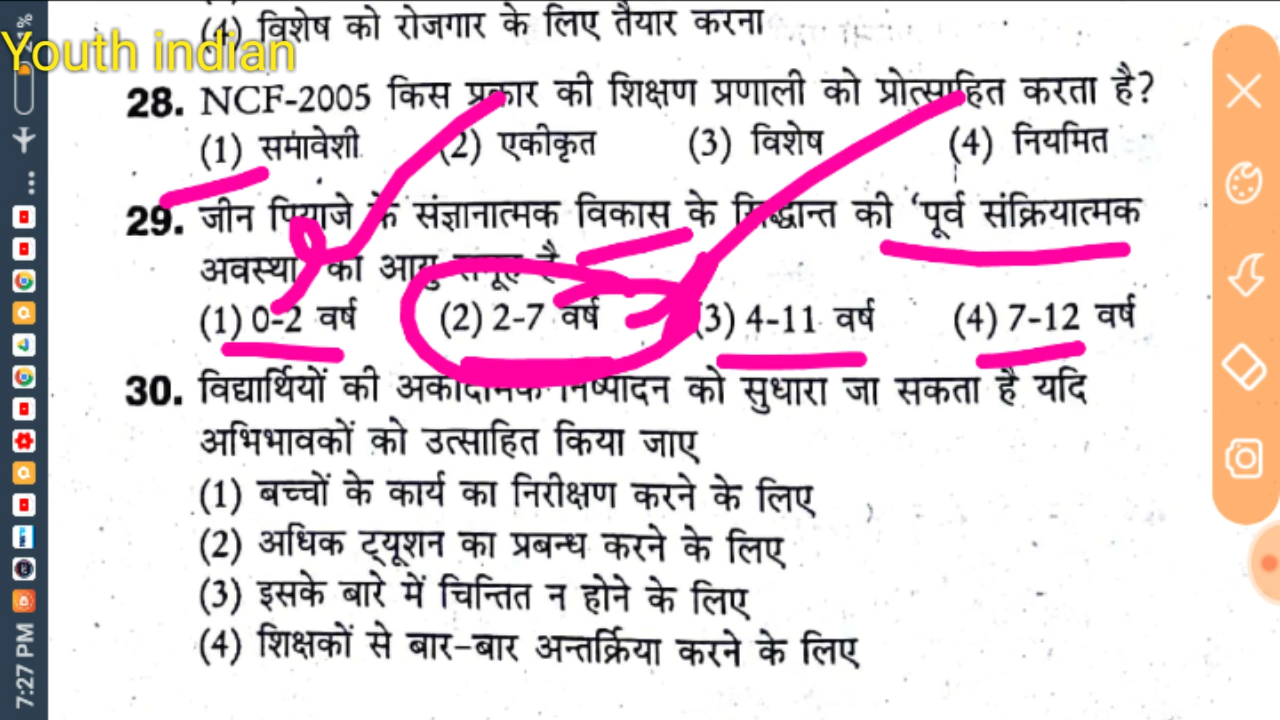 (4) विशेष को रोजगार के लिए तैयार करना
Youth indian
28. NCF-2005 किस प्रकार की शिक्षण प्रणाली को प्रोत्साहित करता है?
(1) समावेशी (2) एकीकृत (3) विशेष (4) नियमित
29. जीन पियाजे के संज्ञानात्मक विकास के सिद्धान्त की ‘पूर्व संक्रियात्मक
अवस्था का आयु समूह है
(1) 0-2 वर्ष (2) 2-7 वर्ष (3) 4-11 वर्ष (4) 7-12 वर्ष
30. विद्यार्थियों की अकादमिक निष्पादन को सुधारा जा सकता है यदि
अभिभावकों को उत्साहित किया जाए
(1) बच्चों के कार्य का निरीक्षण करने के लिए
(2) अधिक ट्यूशन का प्रबन्ध करने के लिए
(3) इसके बारे में चिन्तित न होने के लिए
(4) शिक्षकों से बार-बार अन्तर्क्रिया करने के लिए
7:27 PM